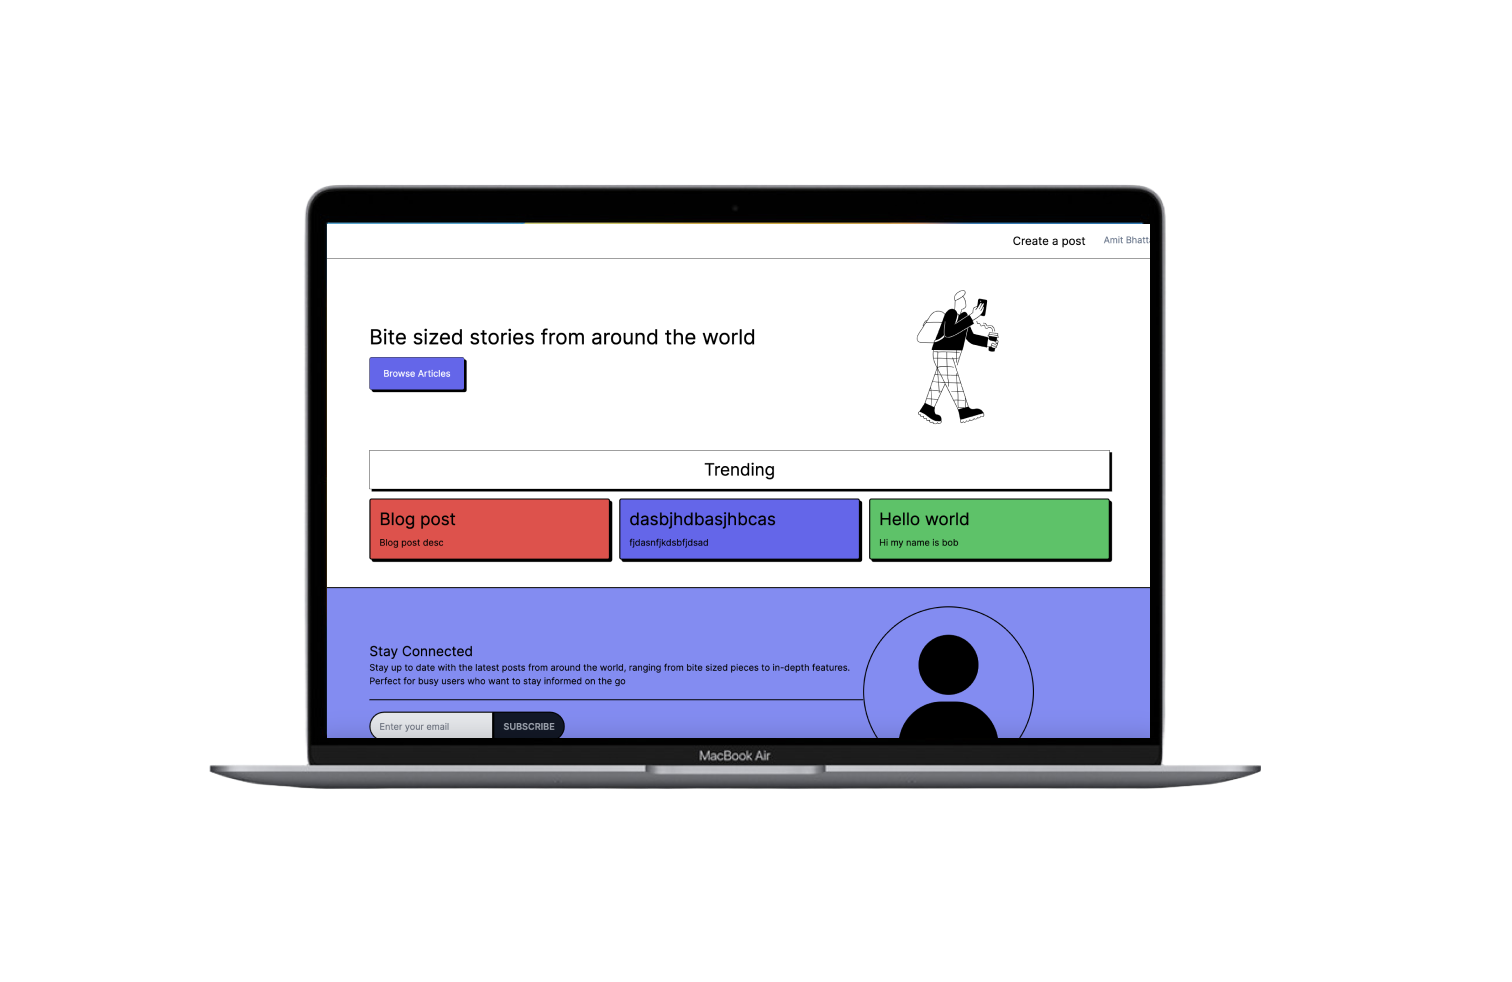 Create a post
Amit Bhatt
Bite sized stories from around the world
Browse Articles
Trending
Blog post
Blog post desc
dasbjhdbasjhbcas
fjdasnfjkdsbfjdsad
Hello world
Hi my name is bob
Stay Connected
Stay up to date with the latest posts from around the world, ranging from bite sized pieces to in-depth features.
Perfect for busy users who want to stay informed on the go
Enter your email
SUBSCRIBE
MacBook Air